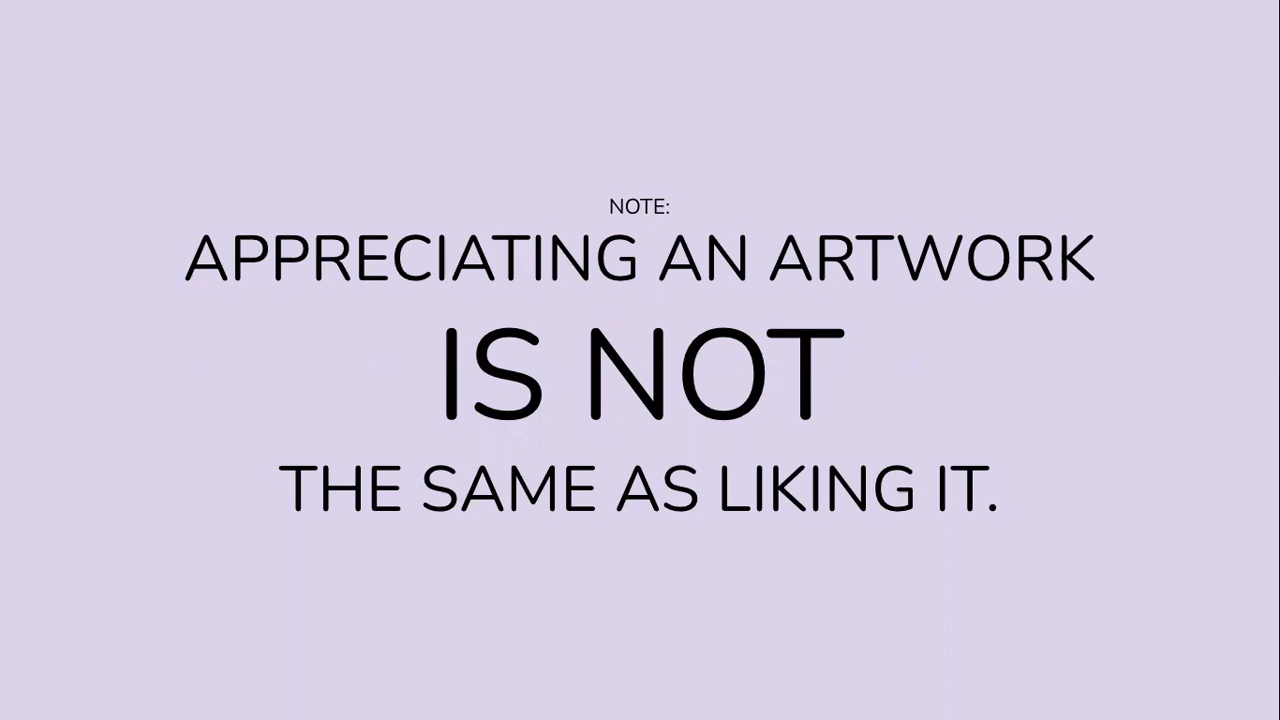 NOTE:
APPRECIATING AN ARTWORK
IS NOT
THE SAME AS LIKING IT.